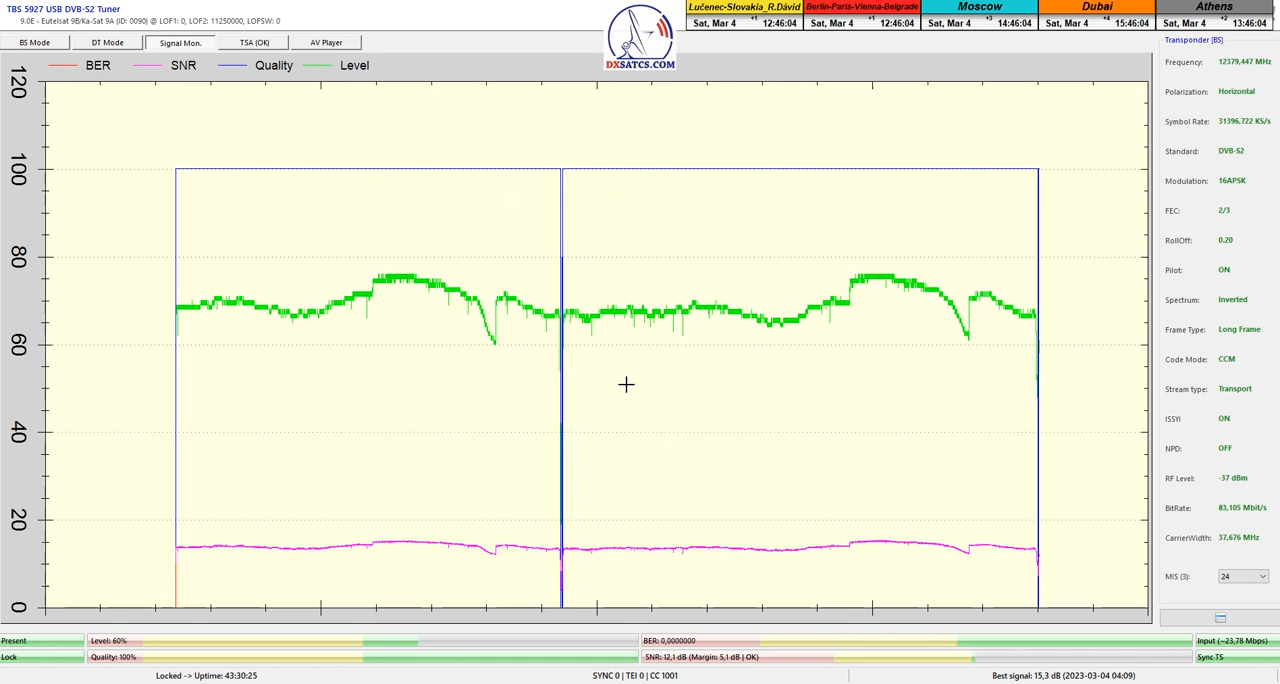 TBS 5927 USB DVB-S2 Tuner
9.0E - Eutelsat 9B/Ka-Sat 9A (ID: 0090) @ LOF1: 0, LOF2: 11250000, LOFSW: 0
Lučenec-Slovakia_R.Dávid Berlin-Paris-Vienna-Belgrade Moscow Dubai Athens
Sat, Mar 4 +1 12:46:04 Sat, Mar 4 +1 12:46:04 Sat, Mar 4 +3 14:46:04 Sat, Mar 4 +4 15:46:04 Sat, Mar 4 +2 13:46:04
BS Mode DT Mode Signal Mon. TSA (OK) AV Player
DXSATCS.COM
BER SNR Quality Level
120
100
80
60
40
20
0
Transponder [BS]
Frequency: 12379,447 MHz
Polarization: Horizontal
Symbol Rate: 31396,722 KS/s
Standard: DVB-S2
Modulation: 16APSK
FEC: 2/3
RollOff: 0.20
Pilot: ON
Spectrum: Inverted
Frame Type: Long Frame
Code Mode: CCM
Stream type: Transport
ISSYI ON
NPD: OFF
RF Level: -37 dBm
BitRate: 83,105 Mbit/s
CarrierWidth: 37,676 MHz
MIS (3): 24
Present Level: 60% BER: 0,0000000 Input (~23,78 Mbps)
Lock Quality: 100% SNR: 12,1 dB (Margin: 5,1 dB | OK) Sync TS
Locked -> Uptime: 43:30:25 SYNC 0 | TEI 0 | CC 1001 Best signal: 15,3 dB (2023-03-04 04:09)